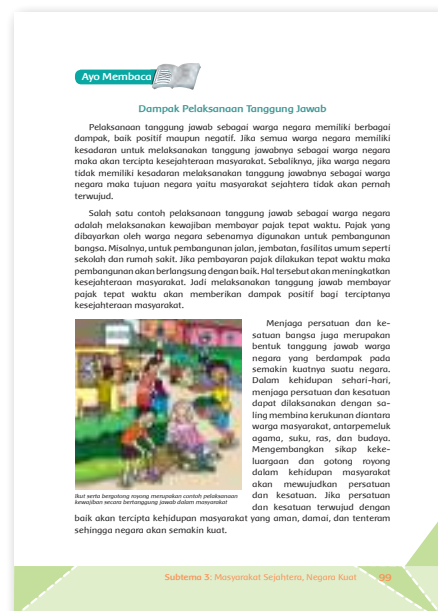 Ayo Membaca
Dampak Pelaksanaan Tanggung Jawab
Pelaksanaan tanggung jawab sebagai warga negara memiliki berbagai
dampak, baik positif maupun negatif. Jika semua warga negara memiliki
kesadaran untuk melaksanakan tanggung jawabnya sebagai warga negara
maka akan tercipta kesejahteraan masyarakat. Sebaliknya, jika warga negara
tidak memiliki kesadaran melaksanakan tanggung jawabnya sebagai warga
negara maka tujuan negara yaitu masyarakat sejahtera tidak akan pernah
terwujud.
Salah satu contoh pelaksanaan tanggung jawab sebagai warga negara
adalah melaksanakan kewajiban membayar pajak tepat waktu. Pajak yang
dibayarkan oleh warga negara sebenarnya digunakan untuk pembangunan
bangsa. Misalnya, untuk pembangunan jalan, jembatan, fasilitas umum seperti
sekolah dan rumah sakit. Jika pembayaran pajak dilakukan tepat waktu maka
pembangunan akan berlangsung dengan baik. Hal tersebut akan meningkatkan
kesejahteraan masyarakat. Jadi melaksanakan tanggung jawab membayar
pajak tepat waktu akan memberikan dampak positif bagi terciptanya
kesejahteraan masyarakat.
Menjaga persatuan dan ke-
satuan bangsa juga merupakan
bentuk tanggung jawab warga
negara yang berdampak pada
semakin kuatnya suatu negara.
Dalam kehidupan sehari-hari,
menjaga persatuan dan kesatuan
dapat dilaksanakan dengan sa-
ling membina kerukunan diantara
warga masyarakat, antarpemeluk
agama, suku, ras, dan budaya.
Mengembangkan sikap keke-
luargaan dan gotong royong
dalam kehidupan masyarakat
akan mewujudkan persatuan
dan kesatuan. Jika persatuan
dan kesatuan terwujud dengan
baik akan tercipta kehidupan masyarakat yang aman, damai, dan tenteram
sehingga negara akan semakin kuat.
Ikut serta bergotong royong merupakan contoh pelaksanaan
kewajiban secara bertanggung jawab dalam masyarakat
Subtema 3: Masyarakat Sejahtera, Negara Kuat 99